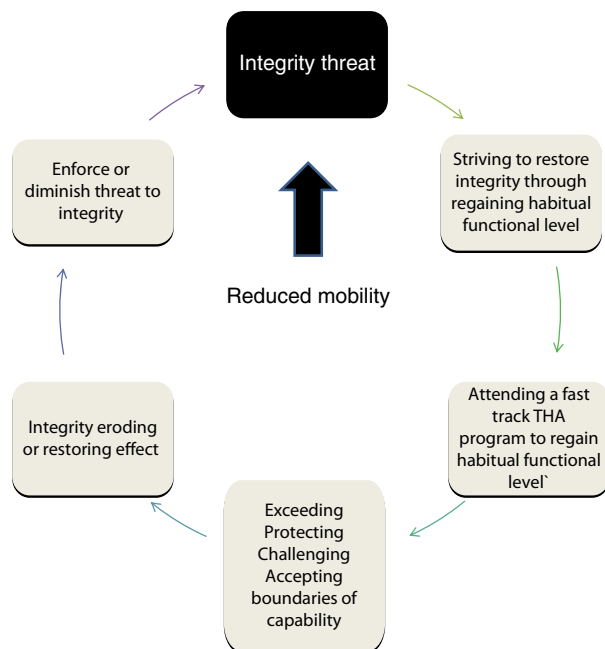 Integrity threat
Striving to restore
integrity through
regaining habitual
functional level
Attending a fast
track THA
program to regain
habitual functional
level`
Exceeding
Protecting
Challenging
Accepting
boundaries of
capability
Integrity eroding
or restoring effect
Enforce or
diminish threat to
integrity
Reduced mobility